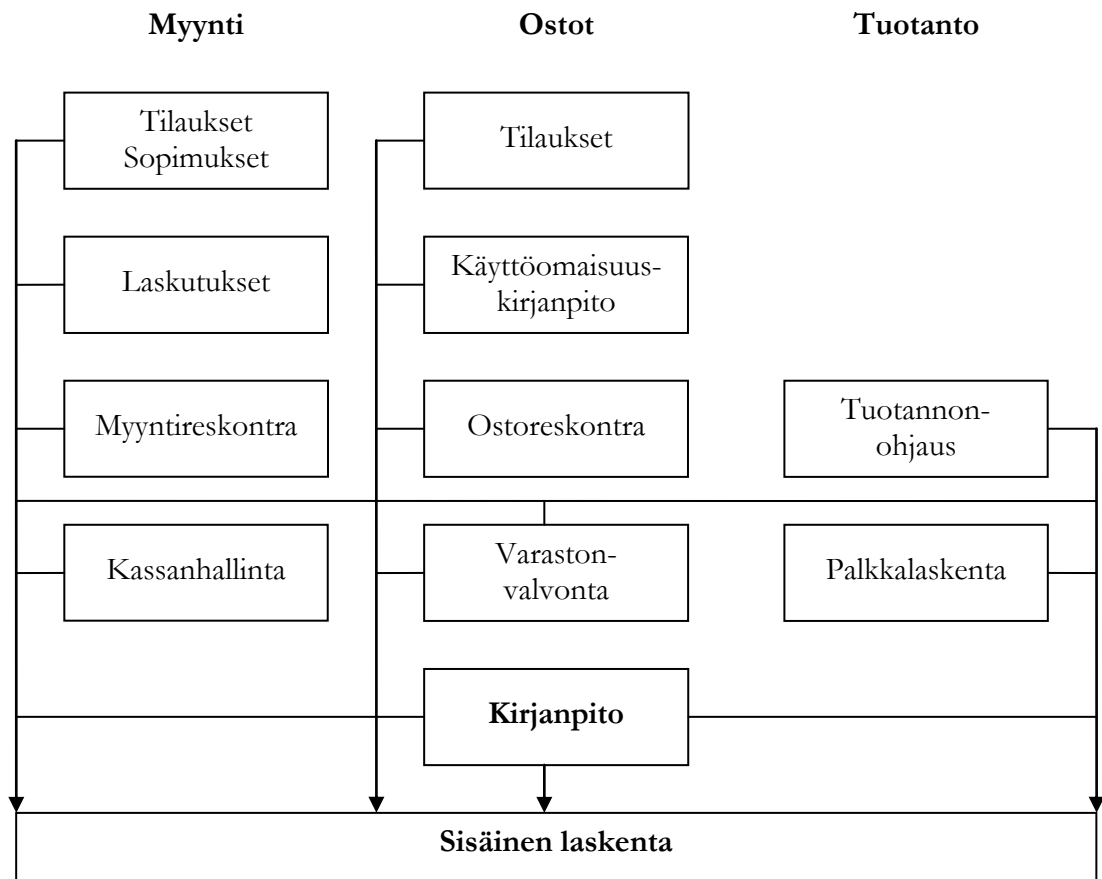 Myynti
Ostot
Tuotanto
Tilaukset
Sopimukset
Tilaukset
Laskutukset
Käyttöomaisuus-
kirjanpito
Myyntireskontra
Ostoreskontra
Tuotannon-
ohjaus
Kassanhallinta
Varaston-
valvonta
Palkkalaskenta
Kirjanpito
Sisäinen laskenta